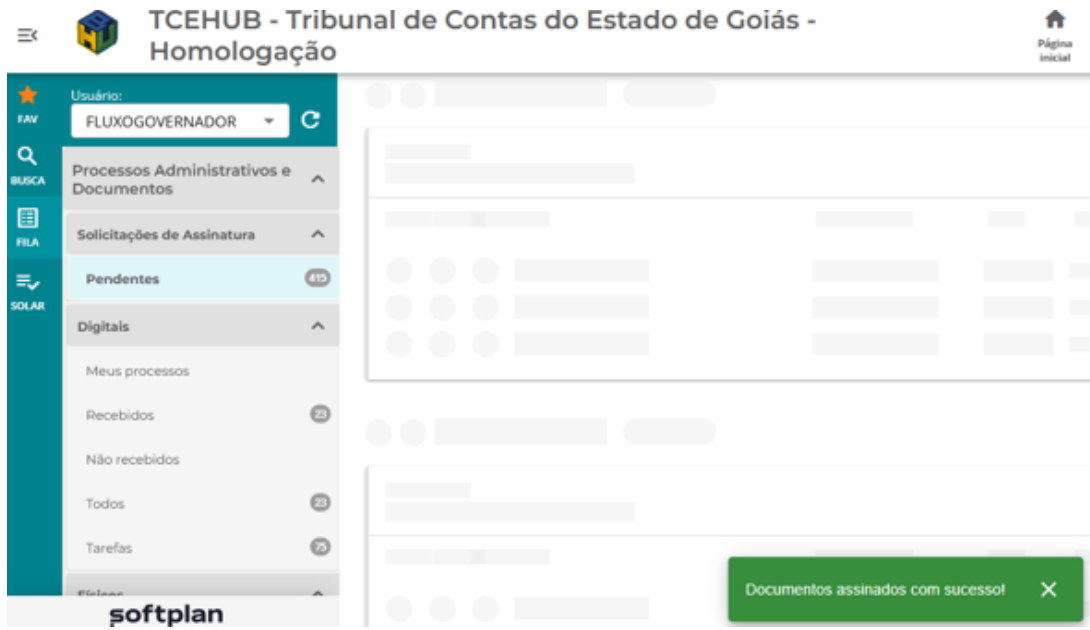 TCEHUB - Tribunal de Contas do Estado de Goiás -
Homologação
Página
inicial
FAV
BUSCA
FILA
SOLAR
Usuário:
FLUXOGOVERNADOR
Processos Administrativos e
Documentos
Solicitações de Assinatura
Pendentes 415
Digitais
Meus processos
Recebidos 23
Não recebidos
Todos 23
Tarefas 75
Físicos
softplan
Documentos assinados com sucesso!